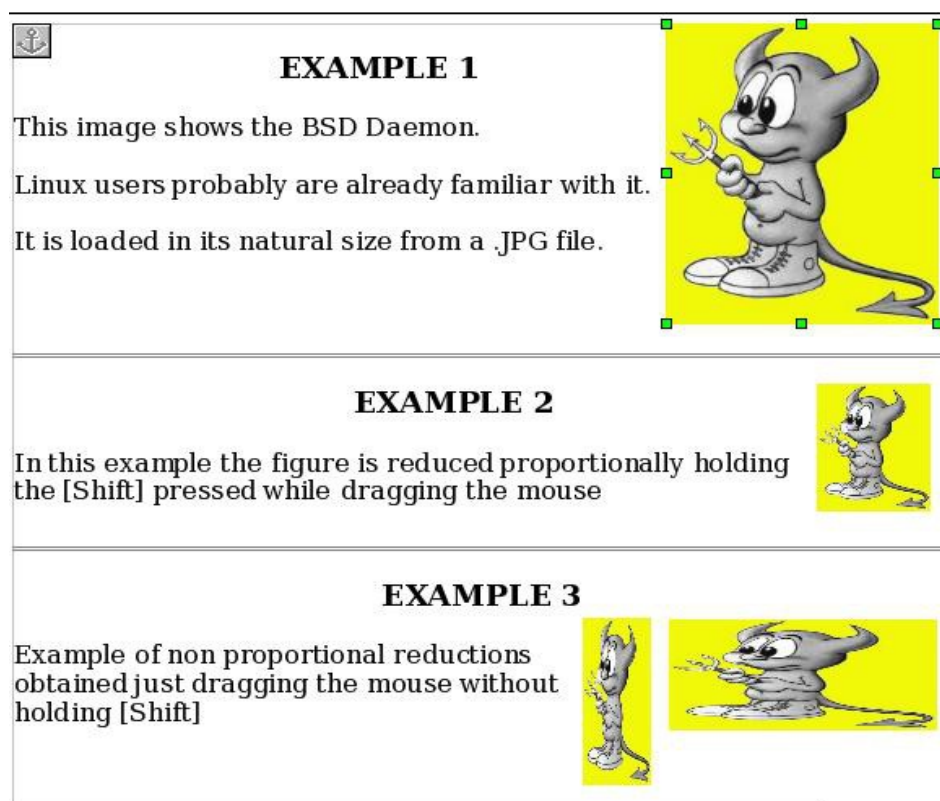 EXAMPLE 1
This image shows the BSD Daemon.
Linux users probably are already familiar with it.
It is loaded in its natural size from a .JPG file.
EXAMPLE 2
In this example the figure is reduced proportionally holding
the [Shift] pressed while dragging the mouse
EXAMPLE 3
Example of non proportional reductions
obtained just dragging the mouse without
holding [Shift]